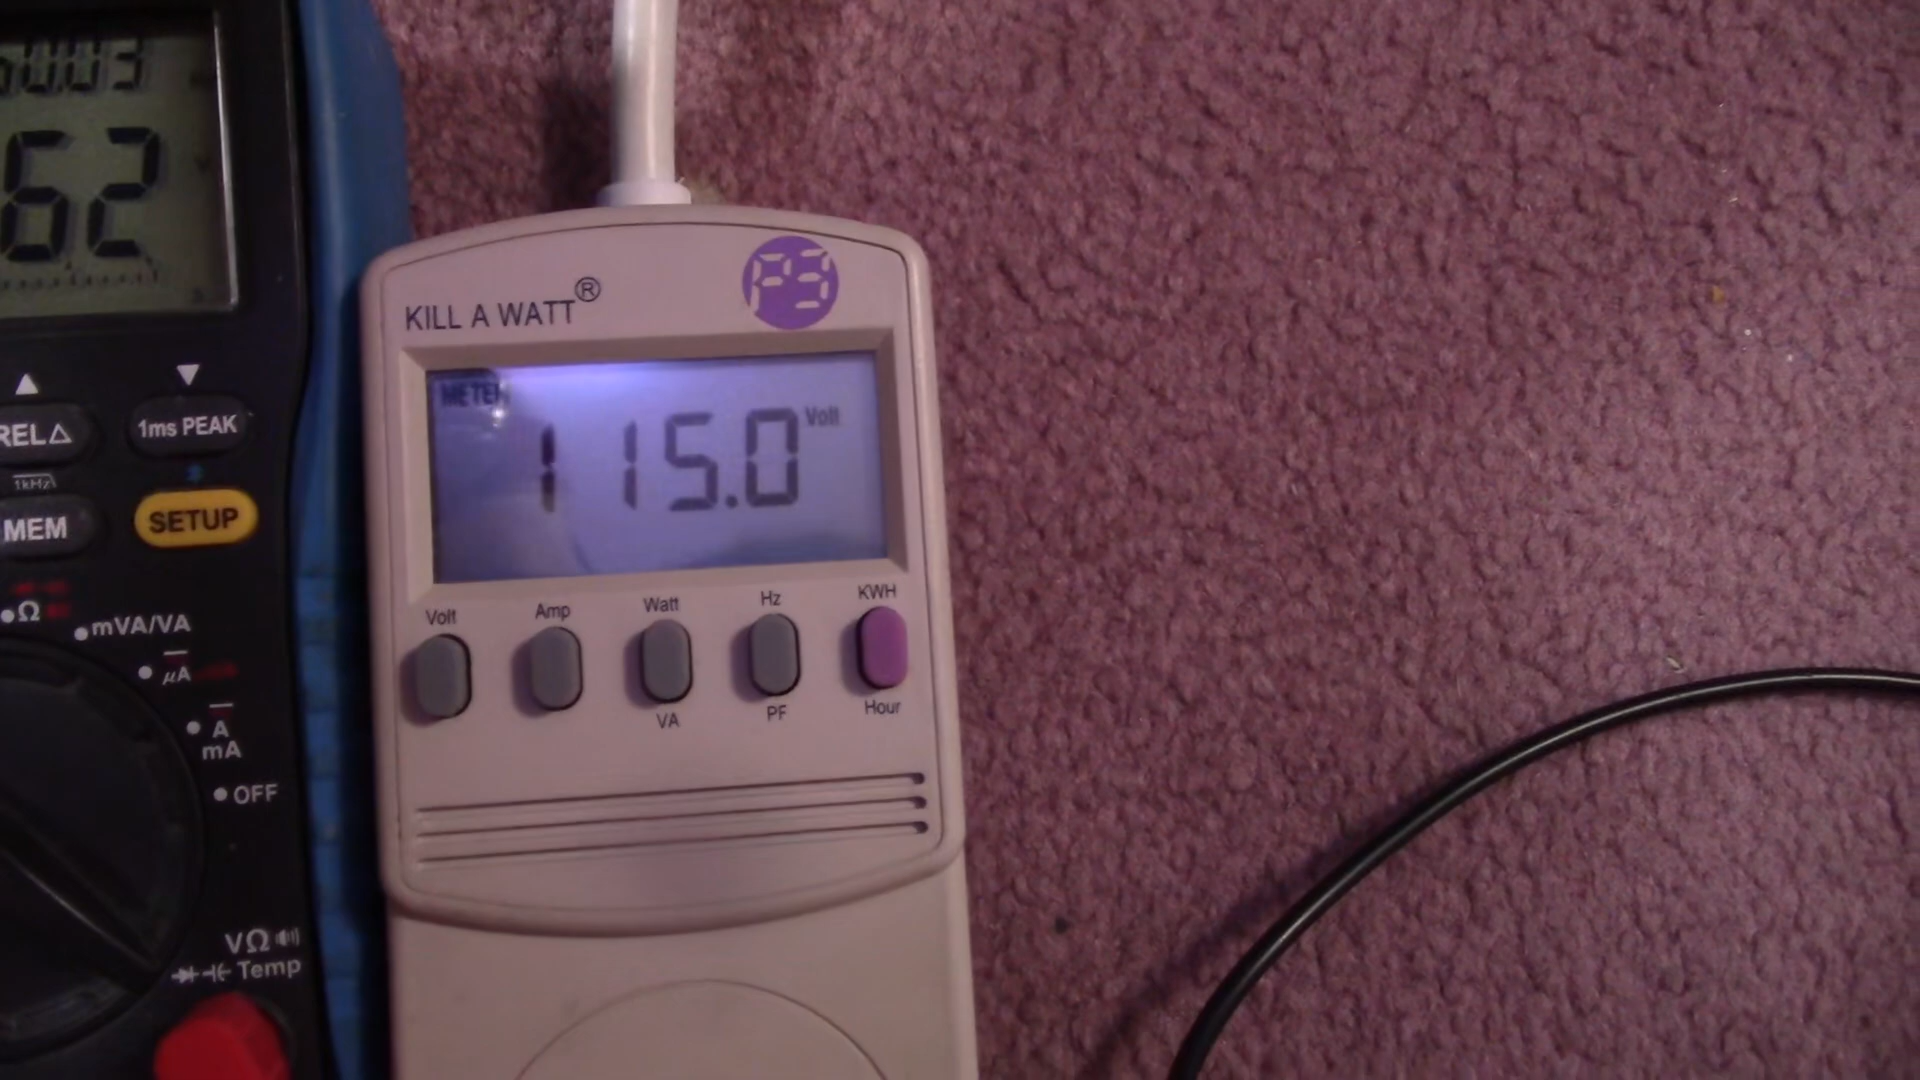 62
KILL A WATT®
P3
METER
115.0 Volt
Volt Amp Watt Hz KWH
VA PF Hour
REL△
1ms PEAK
1kHz
MEM
SETUP
Ω
mVA/VA
µA
A
mA
OFF
VΩ
Temp